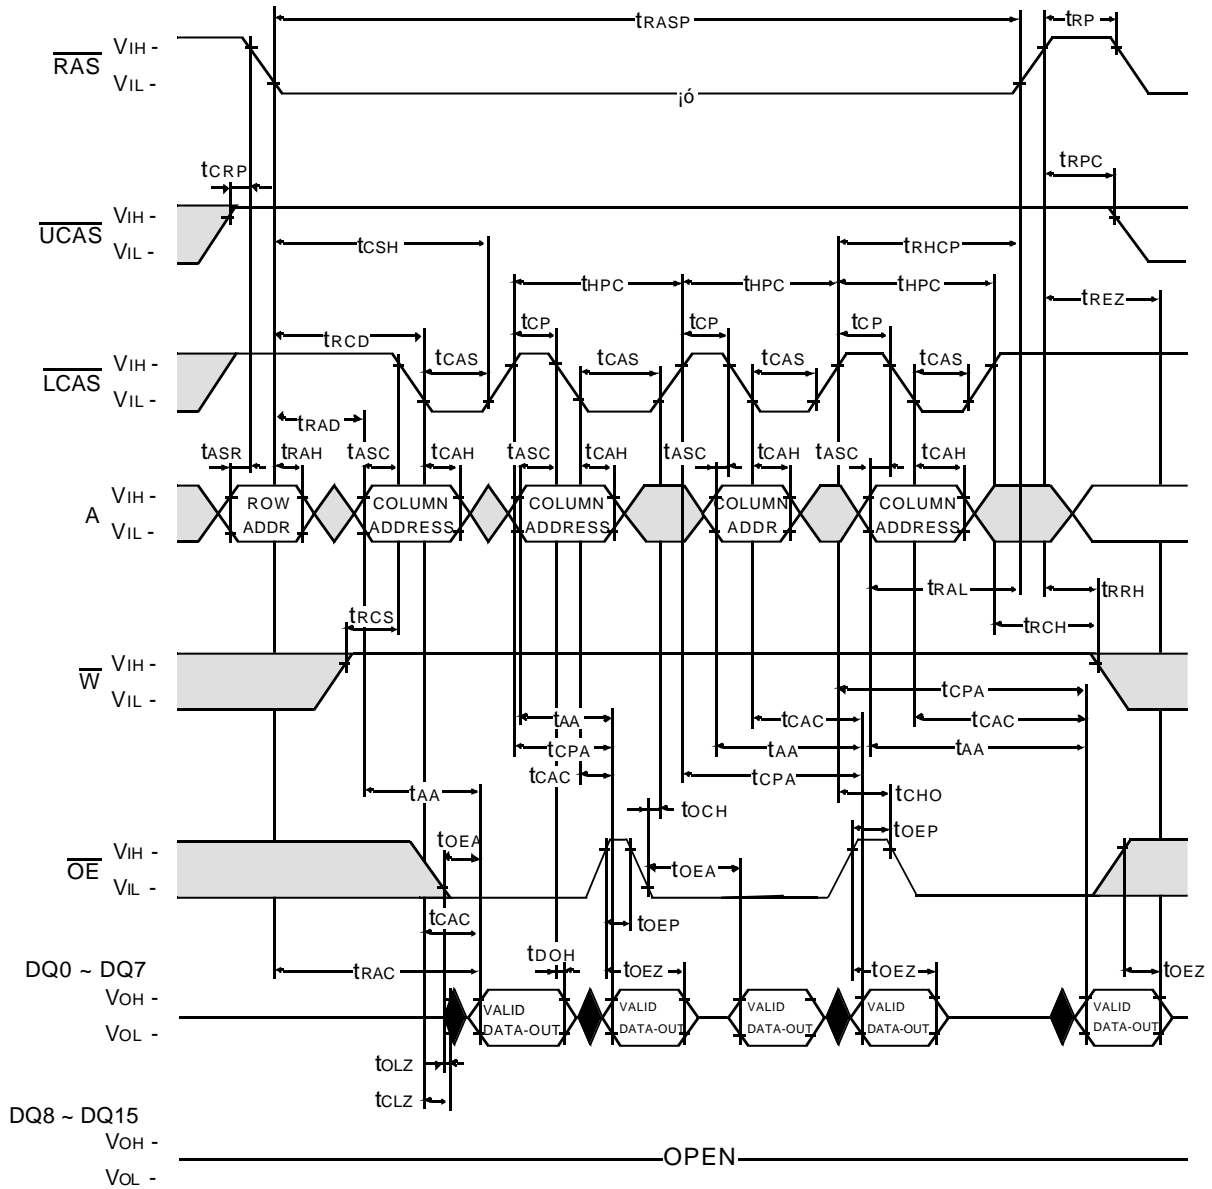 tRASP
tRP
RAS
VIH -
VIL -
¡ó
tCRP
tRPC
UCAS
VIH -
VIL -
tCSH
tRHCP
tHPC
tHPC
tHPC
tREZ
tRCD
tCP
tCP
tCP
LCAS
VIH -
VIL -
tCAS
tCAS
tCAS
tCAS
tRAD
tASR
tRAH
tASC
tCAH
tASC
tCAH
tASC
tCAH
tASC
tCAH
A
VIH -
VIL -
ROW
ADDR
COLUMN
ADDRESS
COLUMN
ADDRESS
COLUMN
ADDR
COLUMN
ADDRESS
tRAL
tRRH
tRCS
tRCH
W
VIH -
VIL -
tCPA
tAA
tCAC
tCAC
tCPA
tAA
tAA
tCAC
tCPA
tAA
tOCH
tCHO
tOEA
tOEP
OE
VIH -
VIL -
tOEA
tCAC
tOEP
tDOH
DQ0 ~ DQ7
tRAC
tOEZ
tOEZ
tOEZ
VOH -
VOL -
VALID
DATA-OUT
VALID
DATA-OUT
VALID
DATA-OUT
VALID
DATA-OUT
VALID
DATA-OUT
tOLZ
tCLZ
DQ8 ~ DQ15
VOH -
VOL -
OPEN